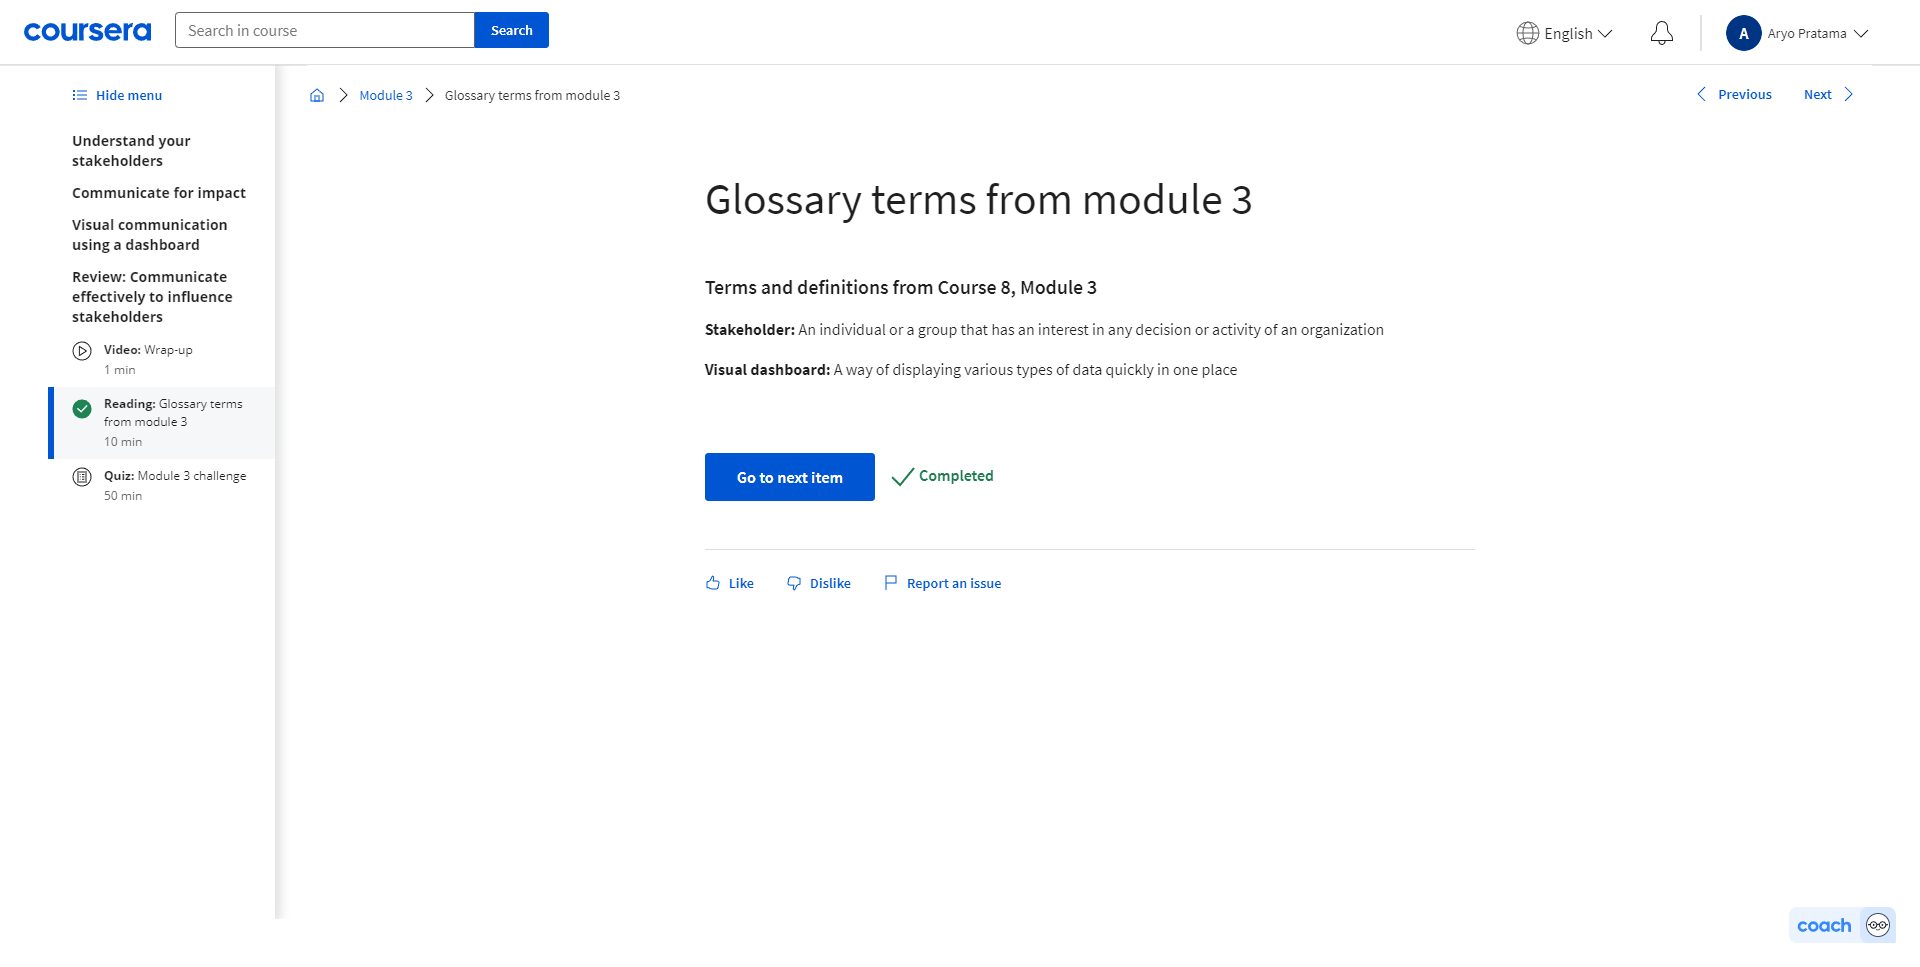 coursera
Search in course
Search
English
A
Aryo Pratama
Hide menu
Understand your
stakeholders
Communicate for impact
Visual communication
using a dashboard
Review: Communicate
effectively to influence
stakeholders
Video: Wrap-up
1 min
Reading: Glossary terms
from module 3
10 min
Quiz: Module 3 challenge
50 min
Module 3
Glossary terms from module 3
Previous
Next
Glossary terms from module 3
Terms and definitions from Course 8, Module 3
Stakeholder: An individual or a group that has an interest in any decision or activity of an organization
Visual dashboard: A way of displaying various types of data quickly in one place
Go to next item
Completed
Like
Dislike
Report an issue
coach